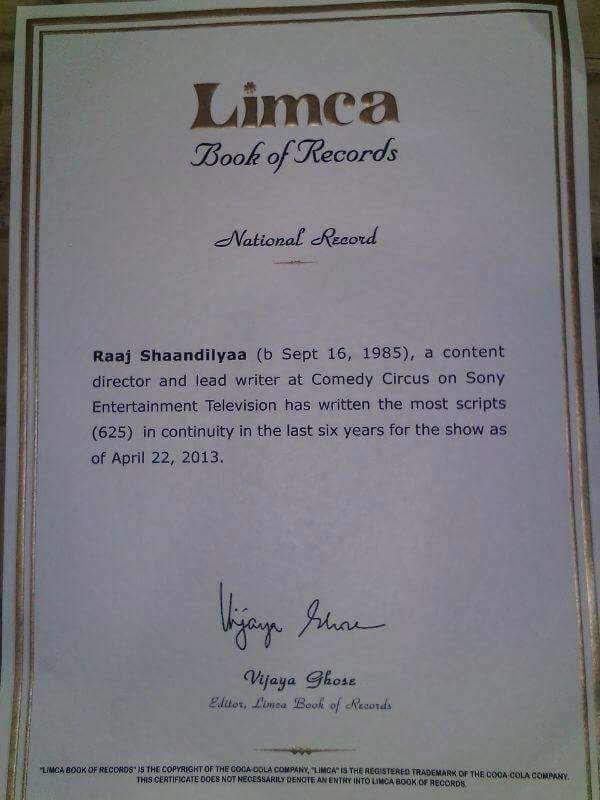 Limca
Book of Records
National Record
Raaj Shaandilyaa (b Sept 16, 1985), a content
director and lead writer at Comedy Circus on Sony
Entertainment Television has written the most scripts
(625) in continuity in the last six years for the show as
of April 22, 2013.
Vijaya Ghose
Vijaya Ghose
Editor, Limca Book of Records
"LIMCA BOOK OF RECORDS" IS THE COPYRIGHT OF THE COCA-COLA COMPANY, "LIMCA" IS THE REGISTERED TRADEMARK OF THE COCA-COLA COMPANY.
THIS CERTIFICATE DOES NOT NECESSARILY DENOTE AN ENTRY INTO LIMCA BOOK OF RECORDS.